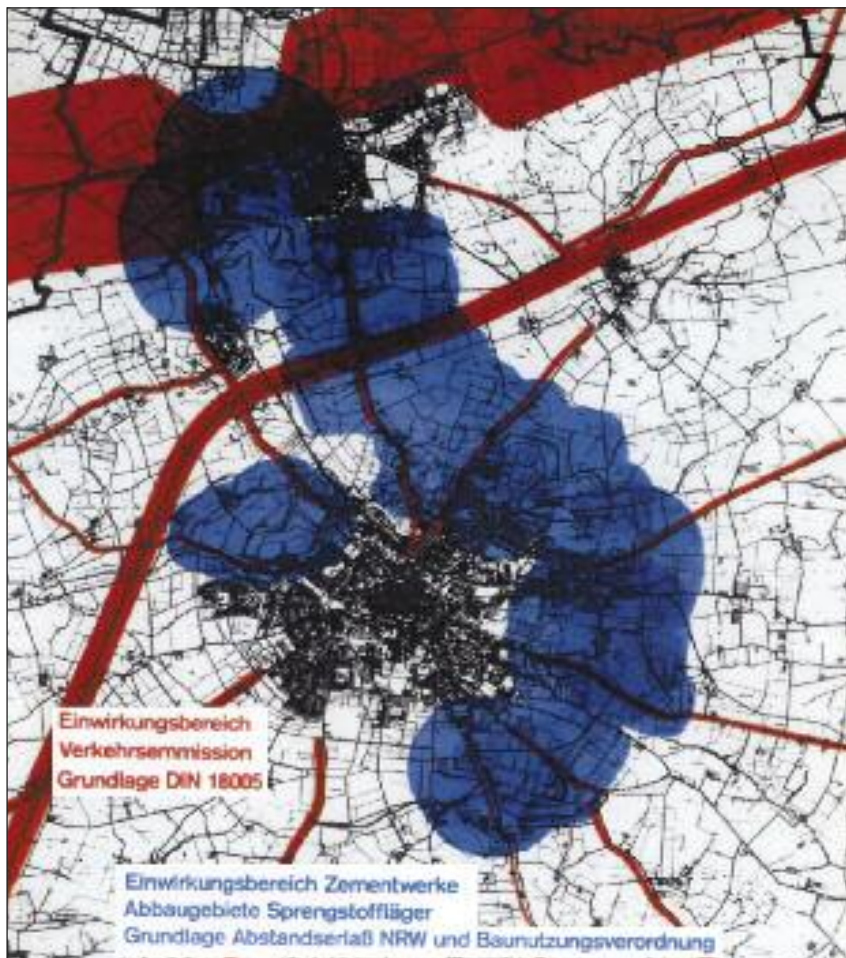 Einwirkungsbereich
Verkehrsemmission
Grundlage DIN 18005
Einwirkungsbereich Zementwerke
Abbaugebiete Sprengstoffläger
Grundlage Abstandserlaß NRW und Baunutzungsverordnung